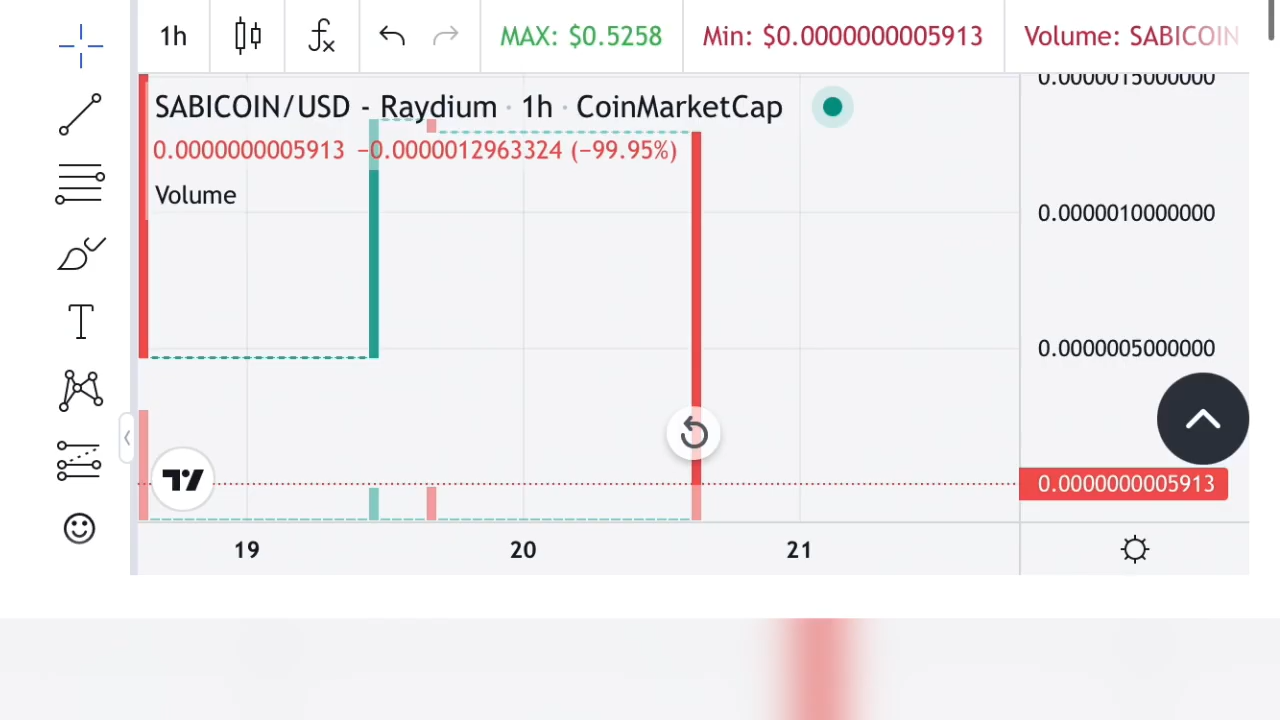 1h MAX: $0.5258 Min: $0.0000000005913 Volume: SABICOIN
0.0000015000000
SABICOIN/USD - Raydium · 1h · CoinMarketCap
0.0000000005913 −0.0000012963324 (−99.95%)
Volume
0.0000010000000
0.0000005000000
0.0000000005913
19 20 21